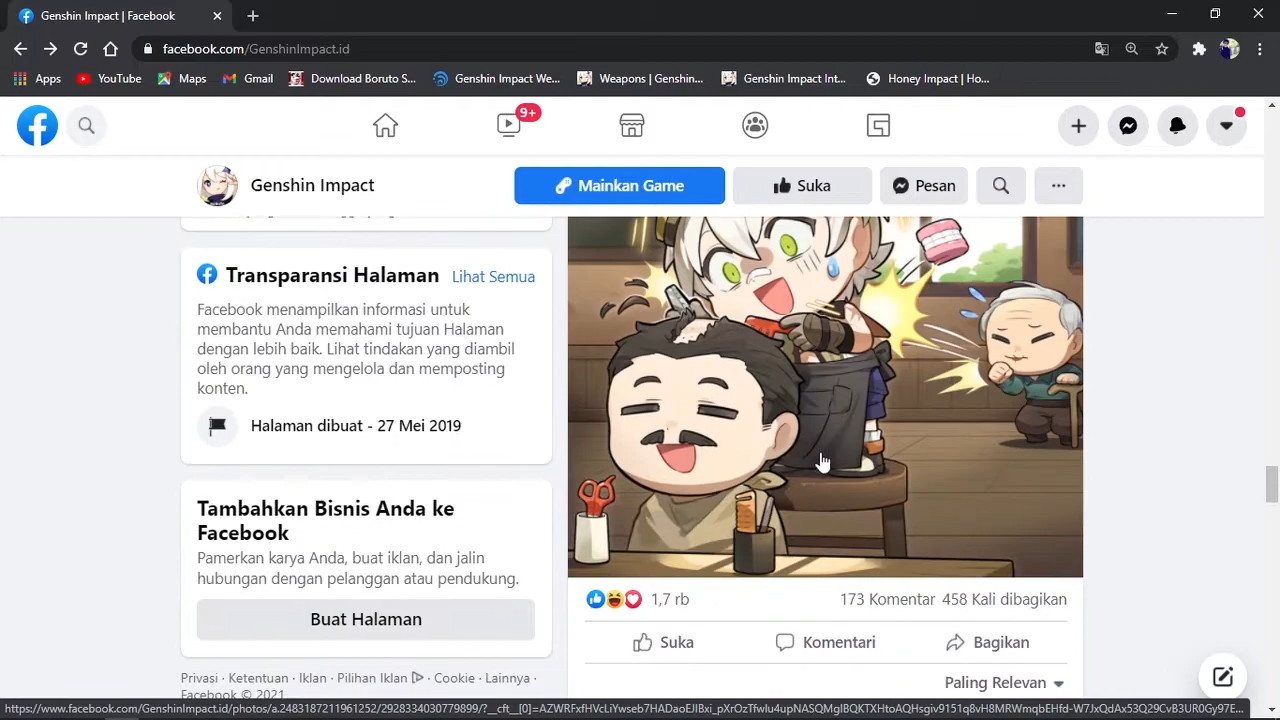 Genshin Impact | Facebook
facebook.com/GenshinImpact.id
Apps YouTube Maps Gmail Download Boruto S... Genshin Impact We... Weapons | Genshin... Genshin Impact Int... Honey Impact | Ho...
9+
Genshin Impact
Mainkan Game
Suka
Pesan
Transparansi Halaman
Lihat Semua
Facebook menampilkan informasi untuk
membantu Anda memahami tujuan Halaman
dengan lebih baik. Lihat tindakan yang diambil
oleh orang yang mengelola dan memposting
konten.
Halaman dibuat - 27 Mei 2019
Tambahkan Bisnis Anda ke
Facebook
Pamerkan karya Anda, buat iklan, dan jalin
hubungan dengan pelanggan atau pendukung.
Buat Halaman
Privasi · Ketentuan · Iklan · Pilihan Iklan · Cookie · Lainnya ·
Facebook © 2021
1,7 rb
173 Komentar 458 Kali dibagikan
Suka
Komentari
Bagikan
Paling Relevan